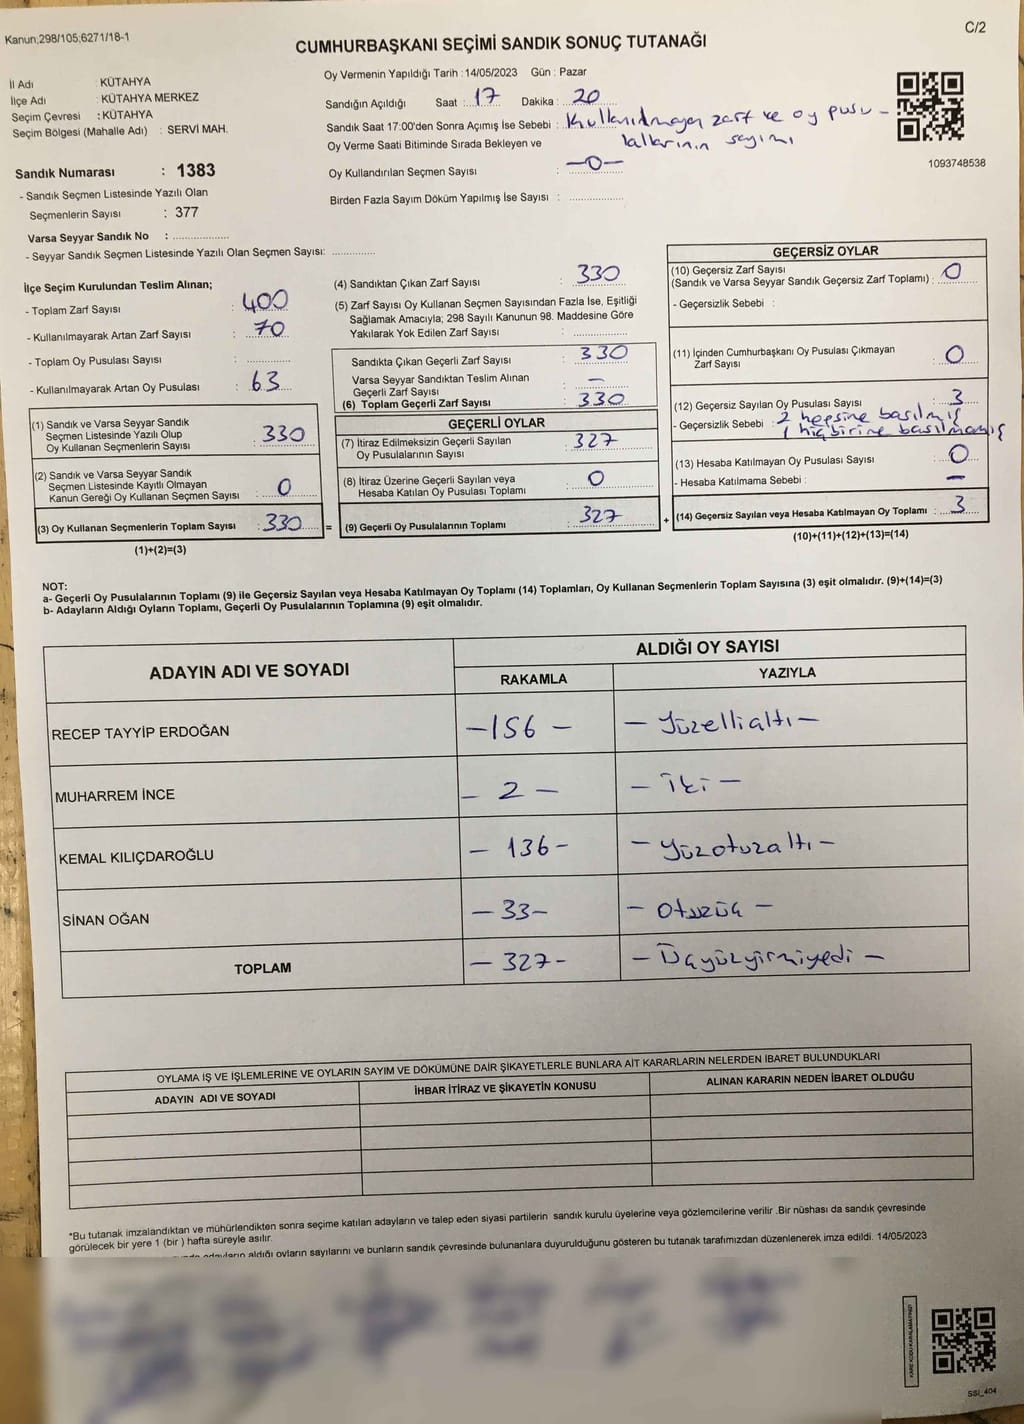 Kanun;298/105;6271/18-1
C/2
CUMHURBAŞKANI SEÇİMİ SANDIK SONUÇ TUTANAĞI
İl Adı : KÜTAHYA
İlçe Adı : KÜTAHYA MERKEZ
Seçim Çevresi : KÜTAHYA
Seçim Bölgesi (Mahalle Adı) : SERVİ MAH.
Sandık Numarası : 1383
- Sandık Seçmen Listesinde Yazılı Olan
Seçmenlerin Sayısı : 377
Varsa Seyyar Sandık No : ..................
- Seyyar Sandık Seçmen Listesinde Yazılı Olan Seçmen Sayısı: ..............
Oy Vermenin Yapıldığı Tarih : 14/05/2023 Gün : Pazar
Sandığın Açıldığı Saat : 17 Dakika : 20
Sandık Saat 17:00'den Sonra Açımış İse Sebebi : Kullanılmayan zarf ve oy pusu-
lalarının sayımı
Oy Verme Saati Bitiminde Sırada Bekleyen ve
Oy Kullandırılan Seçmen Sayısı : —0—
Birden Fazla Sayım Döküm Yapılmış İse Sayısı : ..................
1093748538
İlçe Seçim Kurulundan Teslim Alınan;
- Toplam Zarf Sayısı : 400
- Kullanılmayarak Artan Zarf Sayısı : 70
- Toplam Oy Pusulası Sayısı : ..............
- Kullanılmayarak Artan Oy Pusulası : 63
(1) Sandık ve Varsa Seyyar Sandık
Seçmen Listesinde Yazılı Olup
Oy Kullanan Seçmenlerin Sayısı : 330
(2) Sandık ve Varsa Seyyar Sandık
Seçmen Listesinde Kayıtlı Olmayan
Kanun Gereği Oy Kullanan Seçmen Sayısı : 0
(3) Oy Kullanan Seçmenlerin Toplam Sayısı : 330 =
(1)+(2)=(3)
(4) Sandıktan Çıkan Zarf Sayısı : 330
(5) Zarf Sayısı Oy Kullanan Seçmen Sayısından Fazla İse, Eşitliği
Sağlamak Amacıyla; 298 Sayılı Kanunun 98. Maddesine Göre
Yakılarak Yok Edilen Zarf Sayısı : ..............
Sandıkta Çıkan Geçerli Zarf Sayısı : 330
Varsa Seyyar Sandıktan Teslim Alınan
Geçerli Zarf Sayısı : —
(6) Toplam Geçerli Zarf Sayısı : 330
GEÇERLİ OYLAR
(7) İtiraz Edilmeksizin Geçerli Sayılan
Oy Pusulalarının Sayısı : 327
(8) İtiraz Üzerine Geçerli Sayılan veya
Hesaba Katılan Oy Pusulası Toplamı : 0
(9) Geçerli Oy Pusulalarının Toplamı : 327 +
GEÇERSİZ OYLAR
(10) Geçersiz Zarf Sayısı
(Sandık ve Varsa Seyyar Sandık Geçersiz Zarf Toplamı) : 0
- Geçersizlik Sebebi :
(11) İçinden Cumhurbaşkanı Oy Pusulası Çıkmayan
Zarf Sayısı : 0
(12) Geçersiz Sayılan Oy Pusulası Sayısı : 3
- Geçersizlik Sebebi : 2 hepsine basılmış
1 hiçbirine basılmamış
(13) Hesaba Katılmayan Oy Pusulası Sayısı : 0
- Hesaba Katılmama Sebebi : —
(14) Geçersiz Sayılan veya Hesaba Katılmayan Oy Toplamı : 3
(10)+(11)+(12)+(13)=(14)
NOT:
a- Geçerli Oy Pusulalarının Toplamı (9) ile Geçersiz Sayılan veya Hesaba Katılmayan Oy Toplamı (14) Toplamları, Oy Kullanan Seçmenlerin Toplam Sayısına (3) eşit olmalıdır. (9)+(14)=(3)
b- Adayların Aldığı Oyların Toplamı, Geçerli Oy Pusulalarının Toplamına (9) eşit olmalıdır.
ADAYIN ADI VE SOYADI
ALDIĞI OY SAYISI
RAKAMLA YAZIYLA
RECEP TAYYİP ERDOĞAN —156— —Yüzellialtı—
MUHARREM İNCE — 2 — — İki —
KEMAL KILIÇDAROĞLU — 136— — Yüzotuzaltı —
SİNAN OĞAN — 33— — Otuzüç —
TOPLAM — 327— — Üçyüzyirmiyedi —
OYLAMA İŞ VE İŞLEMLERİNE VE OYLARIN SAYIM VE DÖKÜMÜNE DAİR ŞİKAYETLERLE BUNLARA AİT KARARLARIN NELERDEN İBARET BULUNDUKLARI
ADAYIN ADI VE SOYADI İHBAR İTİRAZ VE ŞİKAYETİN KONUSU ALINAN KARARIN NEDEN İBARET OLDUĞU
*Bu tutanak imzalandıktan ve mühürlendikten sonra seçime katılan adayların ve talep eden siyasi partilerin sandık kurulu üyelerine veya gözlemcilerine verilir .Bir nüshası da sandık çevresinde
görülecek bir yere 1 (bir ) hafta süreyle asılır.
adayların aldığı oyların sayılarını ve bunların sandık çevresinde bulunanlara duyurulduğunu gösteren bu tutanak tarafımızdan düzenlenerek imza edildi. 14/05/2023
KARE KODU KARALAMAYINIZ!
SSI_404